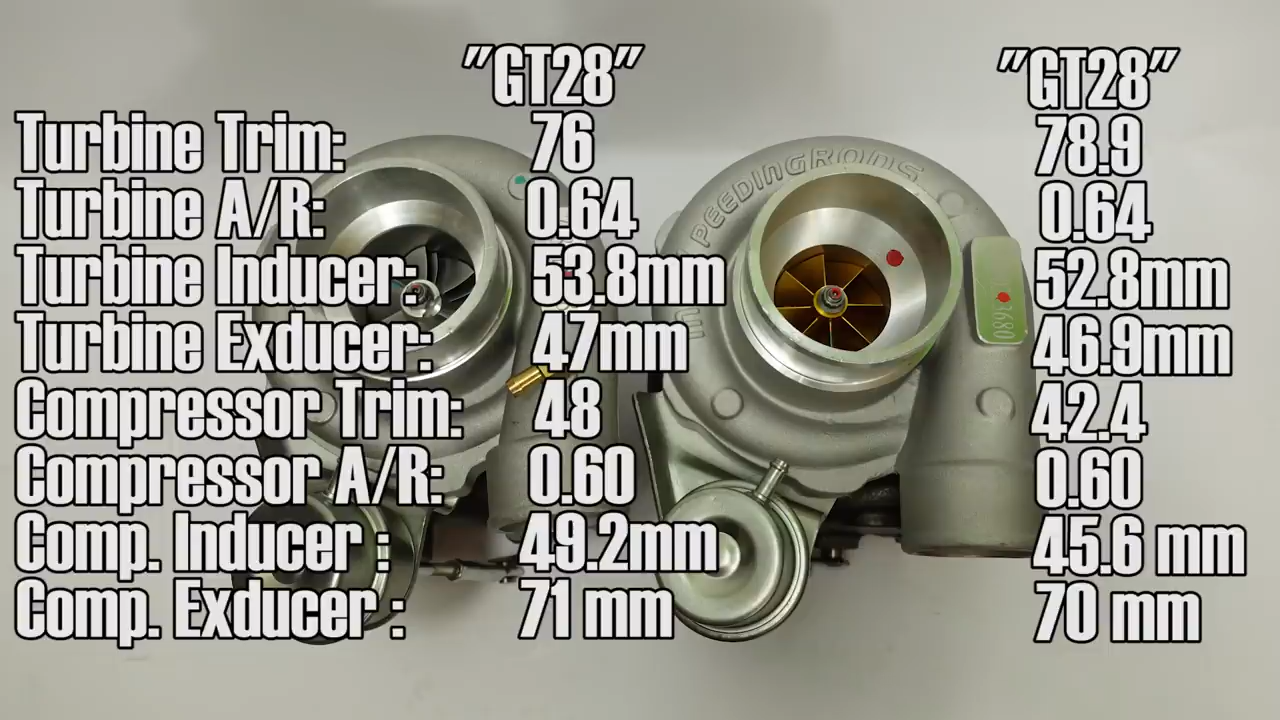 "GT28" "GT28"
Turbine Trim: 76 78.9
Turbine A/R: 0.64 0.64
Turbine Inducer: 53.8mm 52.8mm
Turbine Exducer: 47mm 46.9mm
Compressor Trim: 48 42.4
Compressor A/R: 0.60 0.60
Comp. Inducer : 49.2mm 45.6 mm
Comp. Exducer : 71 mm 70 mm
PEEDINGRODS